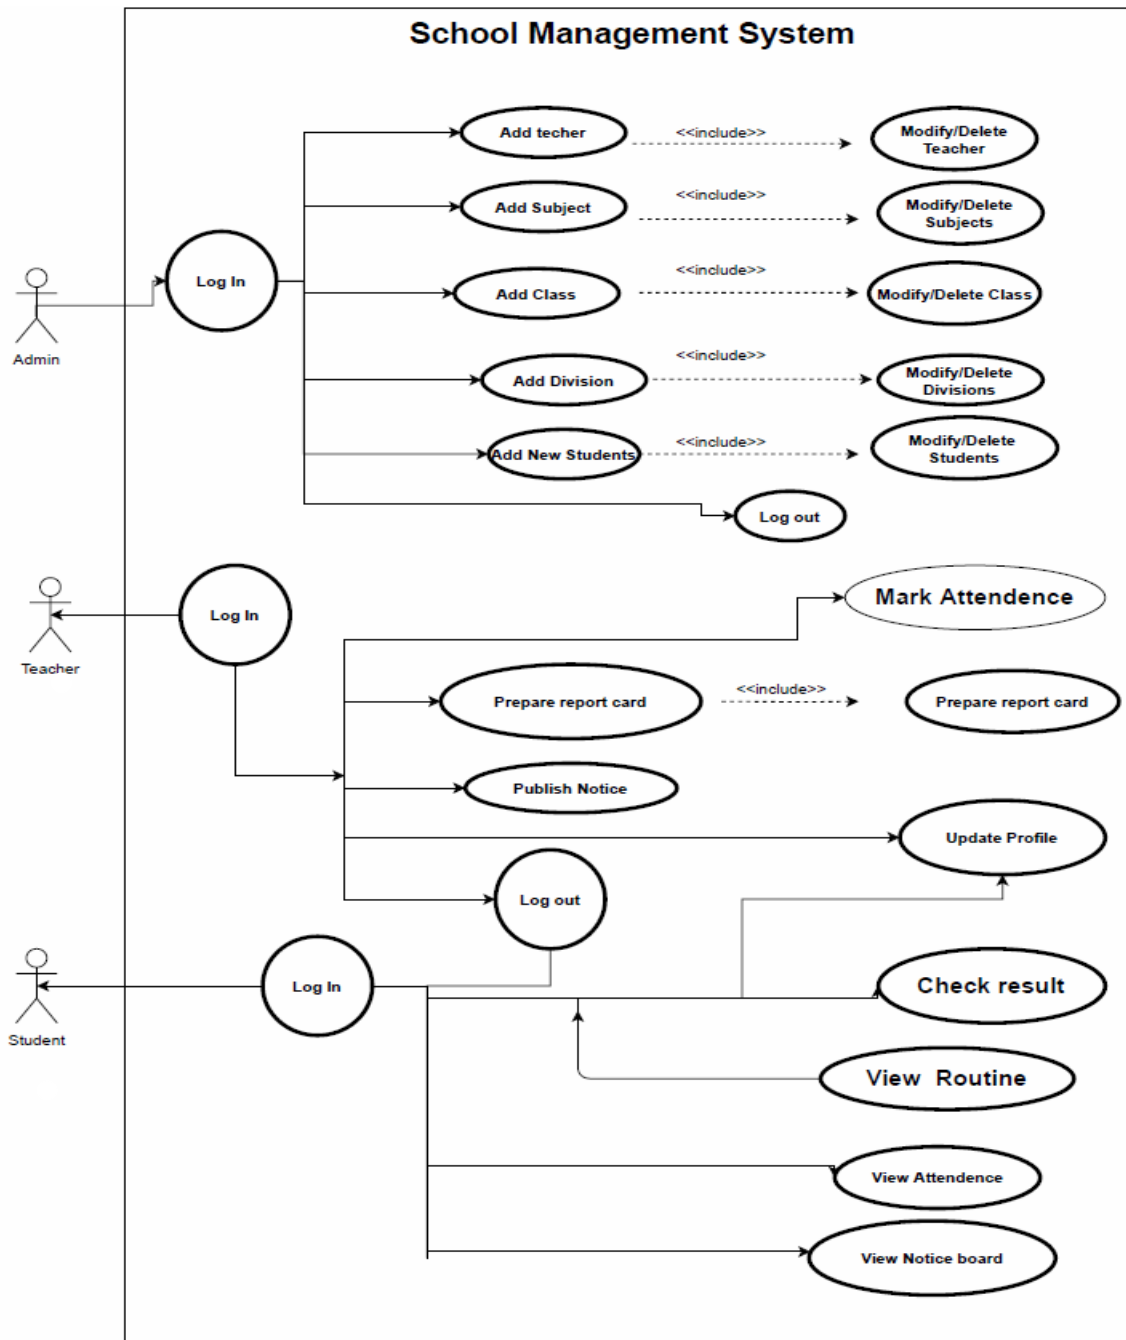 School Management System
Add techer
<<include>>
Modify/Delete
Teacher
Add Subject
<<include>>
Modify/Delete
Subjects
Log In
Add Class
<<include>>
Modify/Delete Class
Admin
Add Division
<<include>>
Modify/Delete
Divisions
Add New Students
<<include>>
Modify/Delete
Students
Log out
Log In
Teacher
Mark Attendence
Prepare report card
<<include>>
Prepare report card
Publish Notice
Update Profile
Log out
Log In
Student
Check result
View Routine
View Attendence
View Notice board